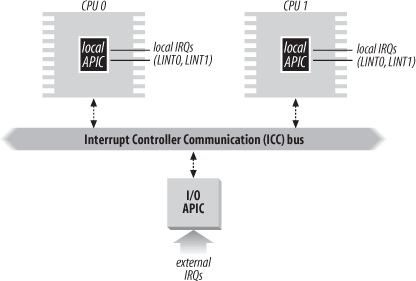 CPU 0
local
APIC
local IRQs
(LINT0, LINT1)
CPU 1
local
APIC
local IRQs
(LINT0, LINT1)
Interrupt Controller Communication (ICC) bus
I/O
APIC
external
IRQs